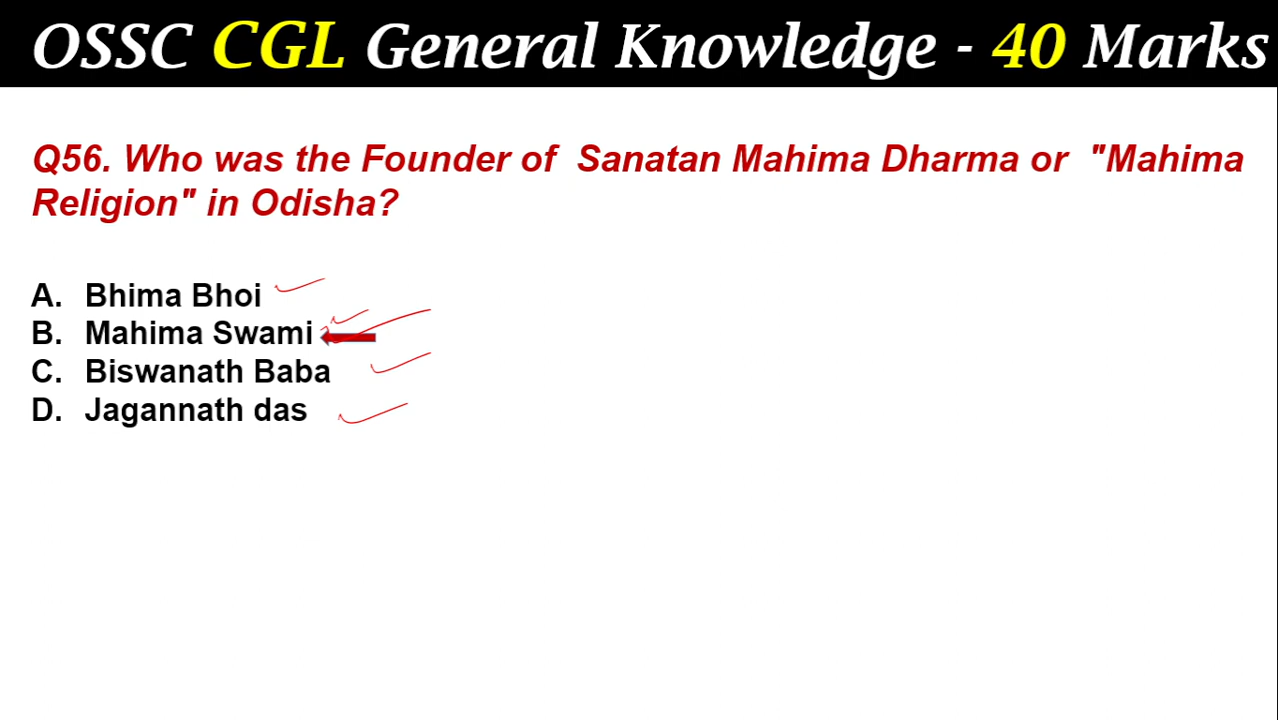 OSSC CGL General Knowledge - 40 Marks
Q56. Who was the Founder of Sanatan Mahima Dharma or "Mahima
Religion" in Odisha?
A. Bhima Bhoi
B. Mahima Swami
C. Biswanath Baba
D. Jagannath das